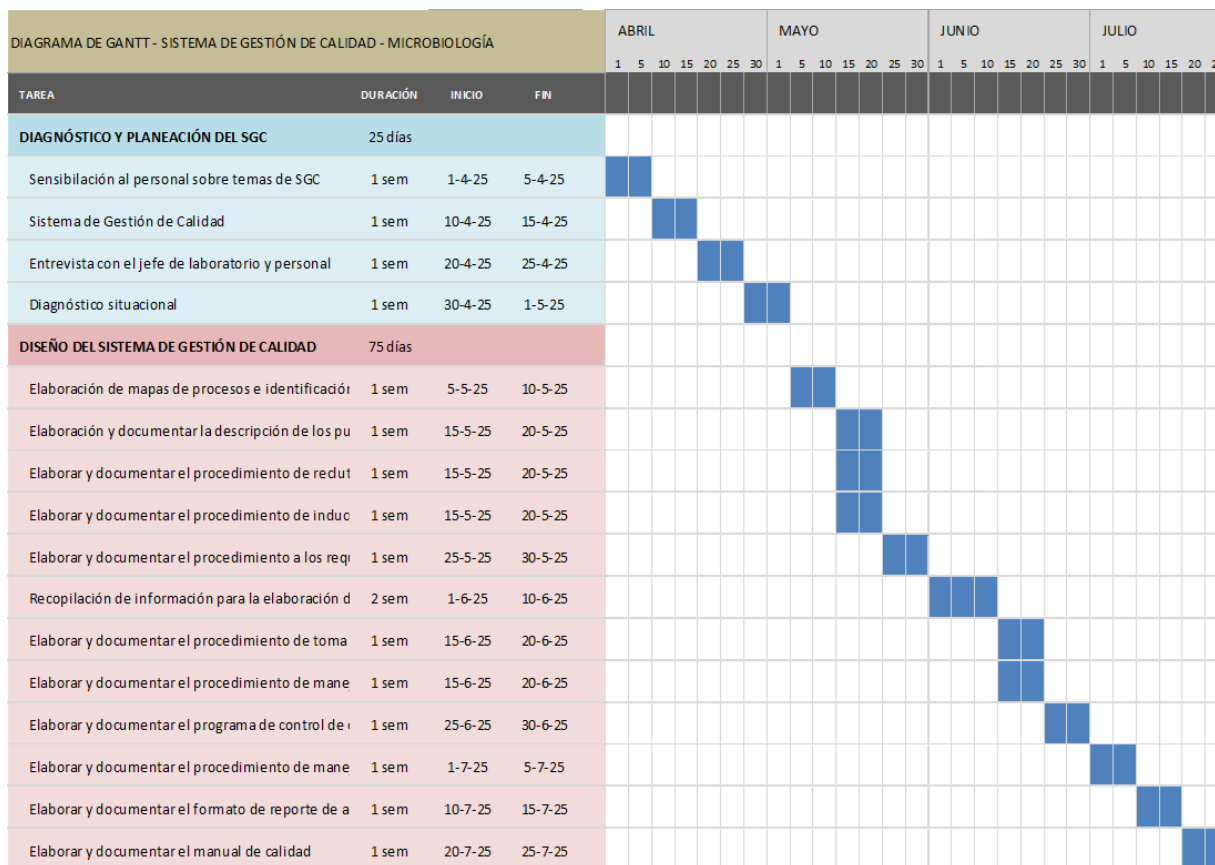 DIAGRAMA DE GANTT - SISTEMA DE GESTIÓN DE CALIDAD - MICROBIOLOGÍA
ABRIL MAYO JUNIO JULIO
1 5 10 15 20 25 30 1 5 10 15 20 25 30 1 5 10 15 20 25 30 1 5 10 15 20
TAREA DURACIÓN INICIO FIN
DIAGNÓSTICO Y PLANEACIÓN DEL SGC 25 días
Sensibilación al personal sobre temas de SGC 1 sem 1-4-25 5-4-25
Sistema de Gestión de Calidad 1 sem 10-4-25 15-4-25
Entrevista con el jefe de laboratorio y personal 1 sem 20-4-25 25-4-25
Diagnóstico situacional 1 sem 30-4-25 1-5-25
DISEÑO DEL SISTEMA DE GESTIÓN DE CALIDAD 75 días
Elaboración de mapas de procesos e identificación 1 sem 5-5-25 10-5-25
Elaboración y documentar la descripción de los pu 1 sem 15-5-25 20-5-25
Elaborar y documentar el procedimiento de reclut 1 sem 15-5-25 20-5-25
Elaborar y documentar el procedimiento de induc 1 sem 15-5-25 20-5-25
Elaborar y documentar el procedimiento a los requ 1 sem 25-5-25 30-5-25
Recopilación de información para la elaboración d 2 sem 1-6-25 10-6-25
Elaborar y documentar el procedimiento de toma 1 sem 15-6-25 20-6-25
Elaborar y documentar el procedimiento de mane 1 sem 15-6-25 20-6-25
Elaborar y documentar el programa de control de 1 sem 25-6-25 30-6-25
Elaborar y documentar el procedimiento de mane 1 sem 1-7-25 5-7-25
Elaborar y documentar el formato de reporte de a 1 sem 10-7-25 15-7-25
Elaborar y documentar el manual de calidad 1 sem 20-7-25 25-7-25